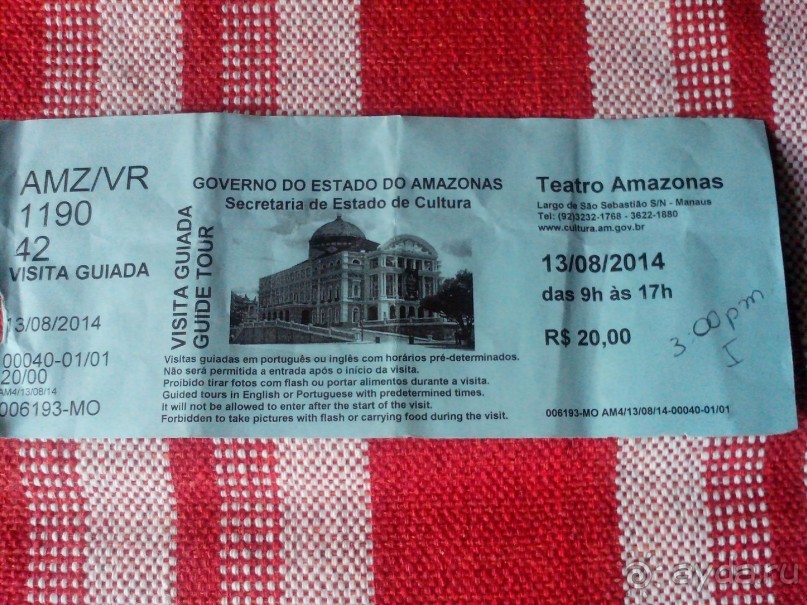 AMZ/VR
1190
42
VISITA GUIADA
13/08/2014
00040-01/01
20/00
AM4/13/08/14
006193-MO
VISITA GUIADA
GUIDE TOUR
GOVERNO DO ESTADO DO AMAZONAS
Secretaria de Estado de Cultura
Visitas guiadas em português ou inglês com horários pré-determinados.
Não será permitida a entrada após o início da visita.
Proibido tirar fotos com flash ou portar alimentos durante a visita.
Guided tours in English or Portuguese with predetermined times.
It will not be allowed to enter after the start of the visit.
Forbidden to take pictures with flash or carrying food during the visit.
Teatro Amazonas
Largo de São Sebastião S/N - Manaus
Tel: (92)3232-1768 - 3622-1880
www.cultura.am.gov.br
13/08/2014
das 9h às 17h
R$ 20,00
3:00pm
I
006193-MO AM4/13/08/14-00040-01/01
ayda.ru